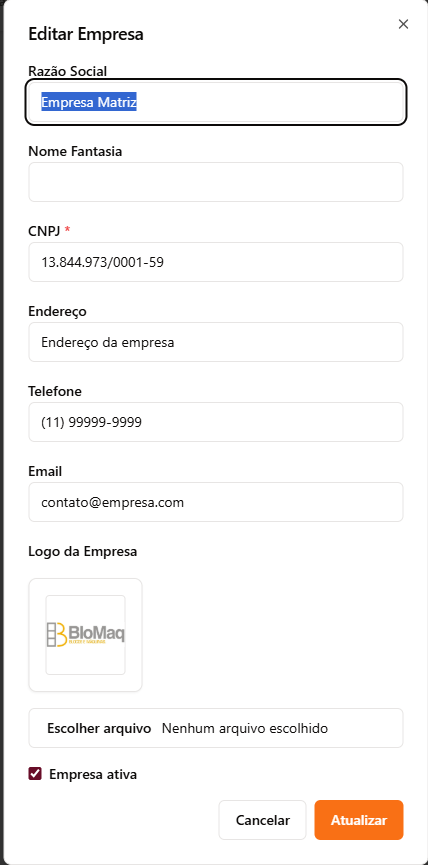 Editar Empresa
Razão Social
Empresa Matriz
Nome Fantasia
CNPJ *
13.844.973/0001-59
Endereço
Endereço da empresa
Telefone
(11) 99999-9999
Email
contato@empresa.com
Logo da Empresa
BloMaq
Escolher arquivo Nenhum arquivo escolhido
Empresa ativa
Cancelar Atualizar